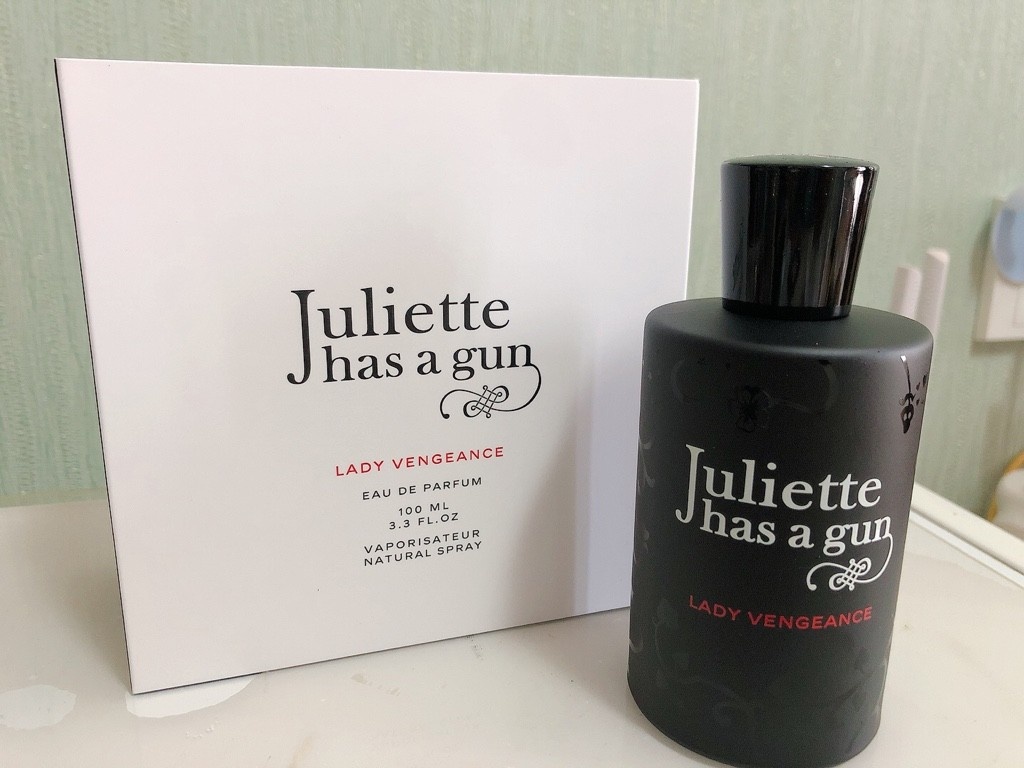 Juliette
has a gun
LADY VENGEANCE
EAU DE PARFUM
100 ML
3.3 FL.OZ
VAPORISATEUR
NATURAL SPRAY
Juliette
has a gun
LADY VENGEANCE